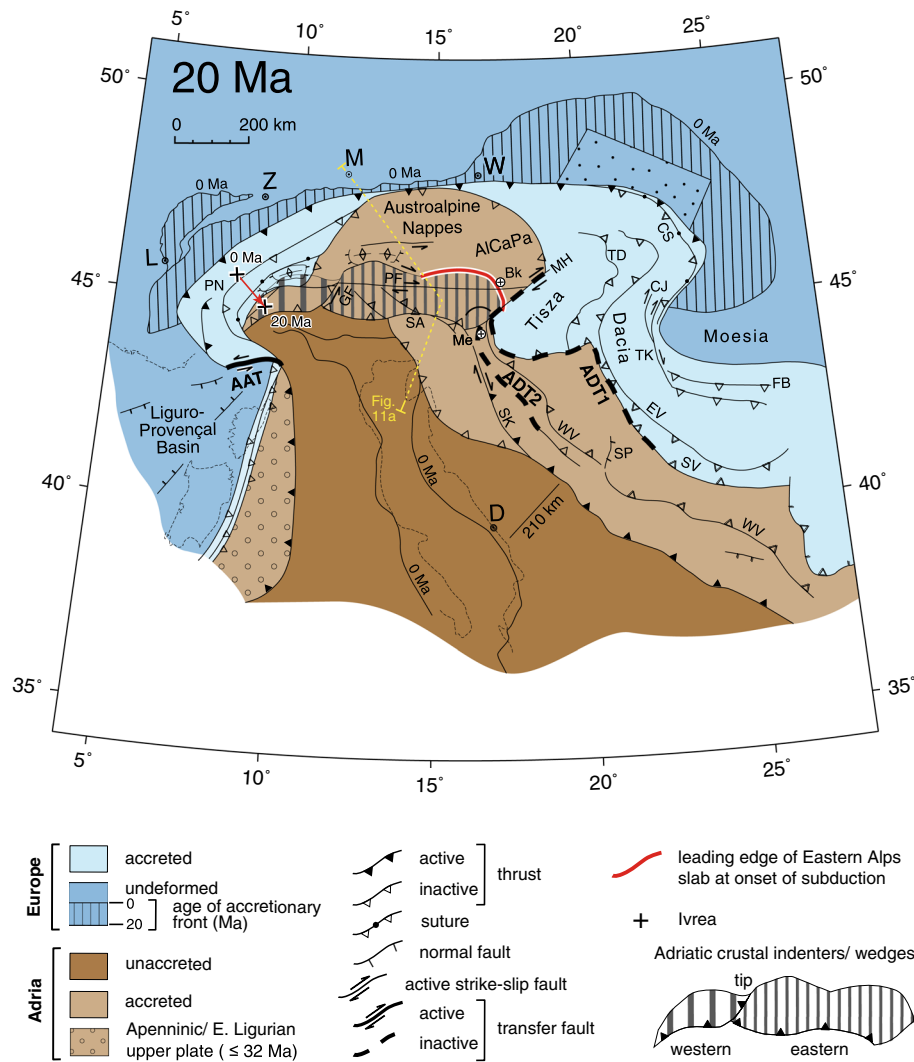 5° 10° 15° 20° 25°
50° 50°
20 Ma
0 200 km
0 Ma
M
W
0 Ma
Z
0 Ma
Austroalpine
Nappes
AlCaPa
CS
L
0 Ma
45° 45°
PN
PF
GF
Bk
MH
TD
CJ
20 Ma
SA
Me
Tisza
Dacia
Moesia
TK
AAT
FB
Liguro-
Provençal
Basin
Fig.
11a
ADT2
ADT1
EV
SK
WV
SP
SV
0 Ma
40° 40°
D
210 km
WV
0 Ma
35° 35°
5° 10° 15° 20° 25°
Europe
accreted
undeformed
0
20
age of accretionary
front (Ma)
Adria
unaccreted
accreted
Apenninic/ E. Ligurian
upper plate ( ≤ 32 Ma)
active
inactive
thrust
suture
normal fault
active strike-slip fault
active
inactive
transfer fault
leading edge of Eastern Alps
slab at onset of subduction
Ivrea
Adriatic crustal indenters/ wedges
tip
western eastern